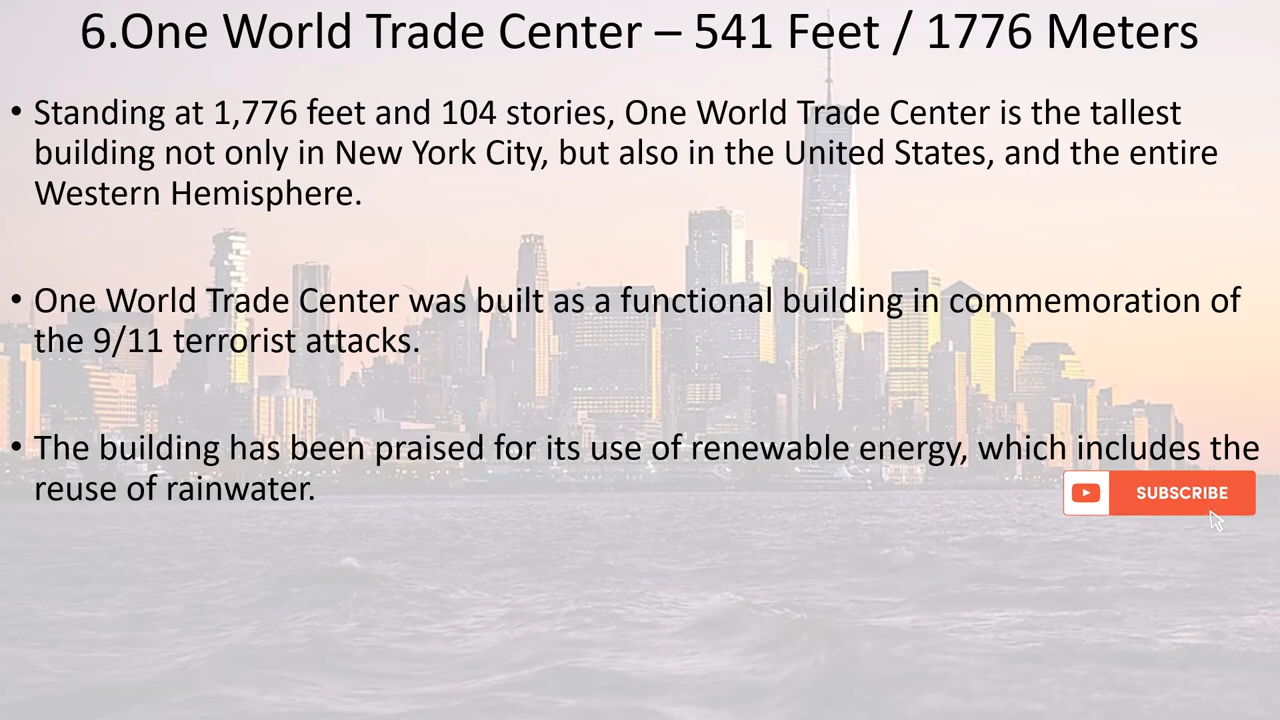 6.One World Trade Center – 541 Feet / 1776 Meters
• Standing at 1,776 feet and 104 stories, One World Trade Center is the tallest
building not only in New York City, but also in the United States, and the entire
Western Hemisphere.
• One World Trade Center was built as a functional building in commemoration of
the 9/11 terrorist attacks.
• The building has been praised for its use of renewable energy, which includes the
reuse of rainwater.
SUBSCRIBE